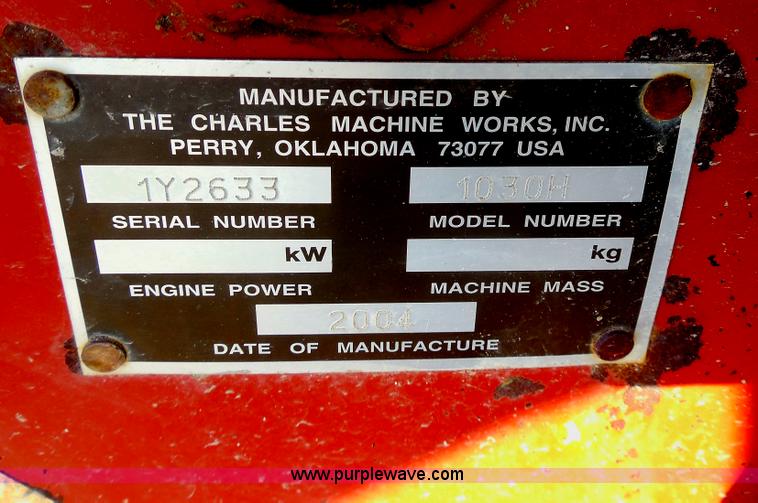 MANUFACTURED BY
THE CHARLES MACHINE WORKS, INC.
PERRY, OKLAHOMA 73077 USA
1Y2633 1030H
SERIAL NUMBER MODEL NUMBER
kW kg
ENGINE POWER MACHINE MASS
2004
DATE OF MANUFACTURE
www.purplewave.com